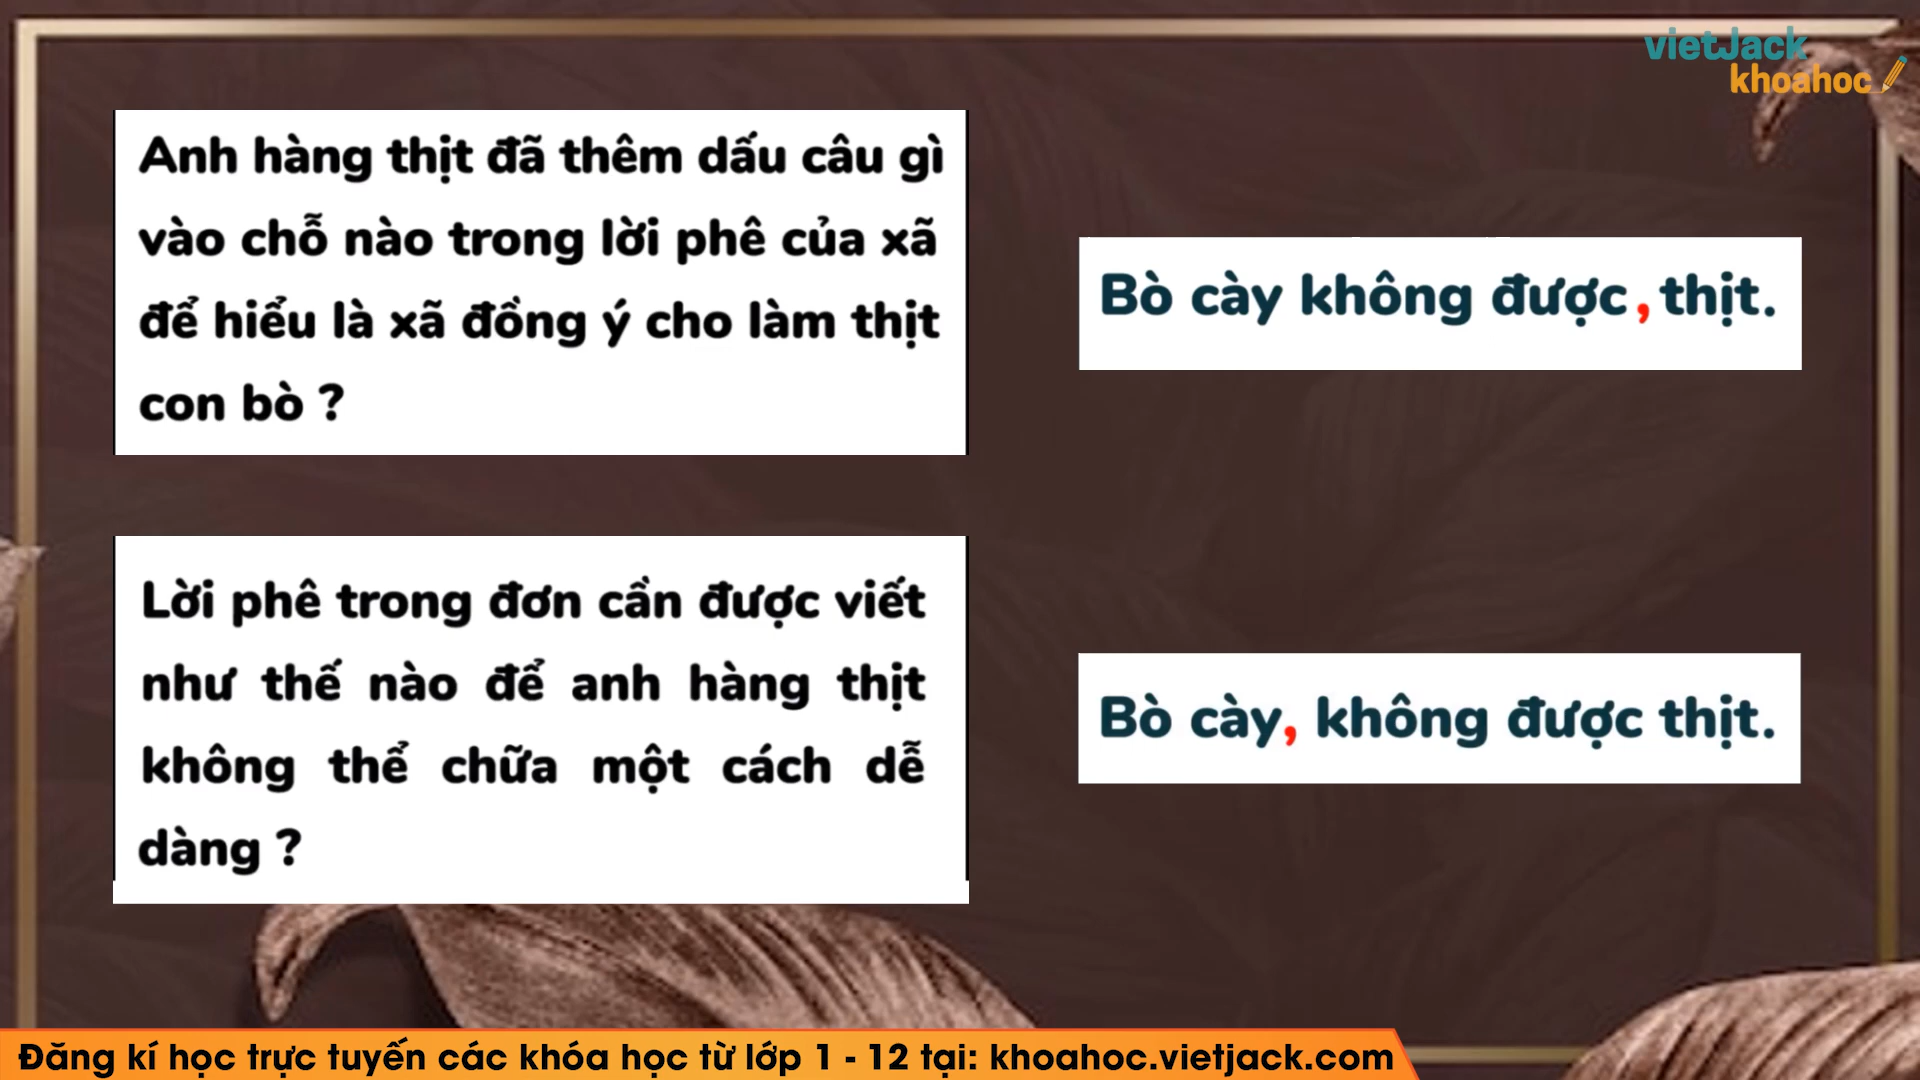 vietJack
khoahoc
Anh hàng thịt đã thêm dấu câu gì
vào chỗ nào trong lời phê của xã
để hiểu là xã đồng ý cho làm thịt
con bò ?
Bò cày không được , thịt.
Lời phê trong đơn cần được viết
như thế nào để anh hàng thịt
không thể chữa một cách dễ
dàng ?
Bò cày, không được thịt.
Đăng kí học trực tuyến các khóa học từ lớp 1 - 12 tại: khoahoc.vietjack.com